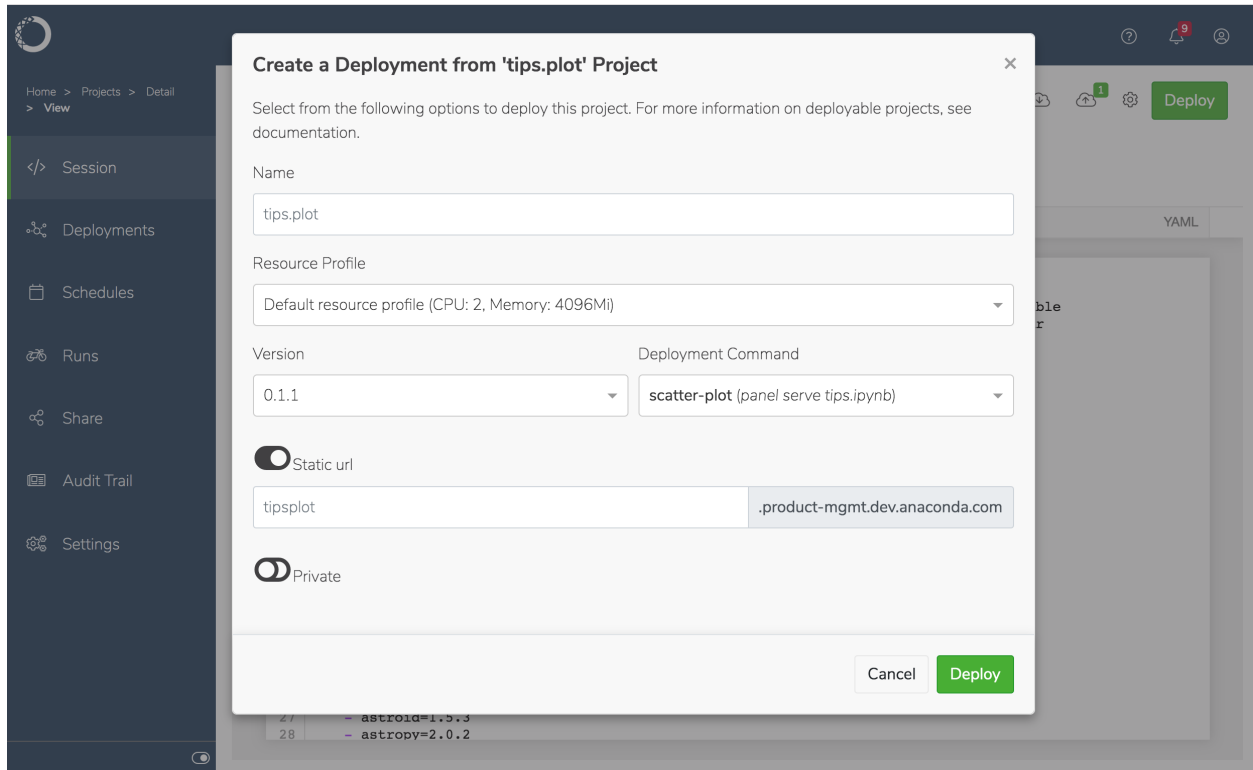 9
Home > Projects > Detail
> View
1
Deploy
</> Session
Deployments
Schedules
Runs
Share
Audit Trail
Settings
Create a Deployment from 'tips.plot' Project
×
Select from the following options to deploy this project. For more information on deployable projects, see
documentation.
Name
tips.plot
Resource Profile
Default resource profile (CPU: 2, Memory: 4096Mi)
Version
Deployment Command
0.1.1
scatter-plot (panel serve tips.ipynb)
Static url
tipsplot
.product-mgmt.dev.anaconda.com
Private
Cancel
Deploy
YAML
ble
r
27 - astroid=1.5.3
28 - astropy=2.0.2